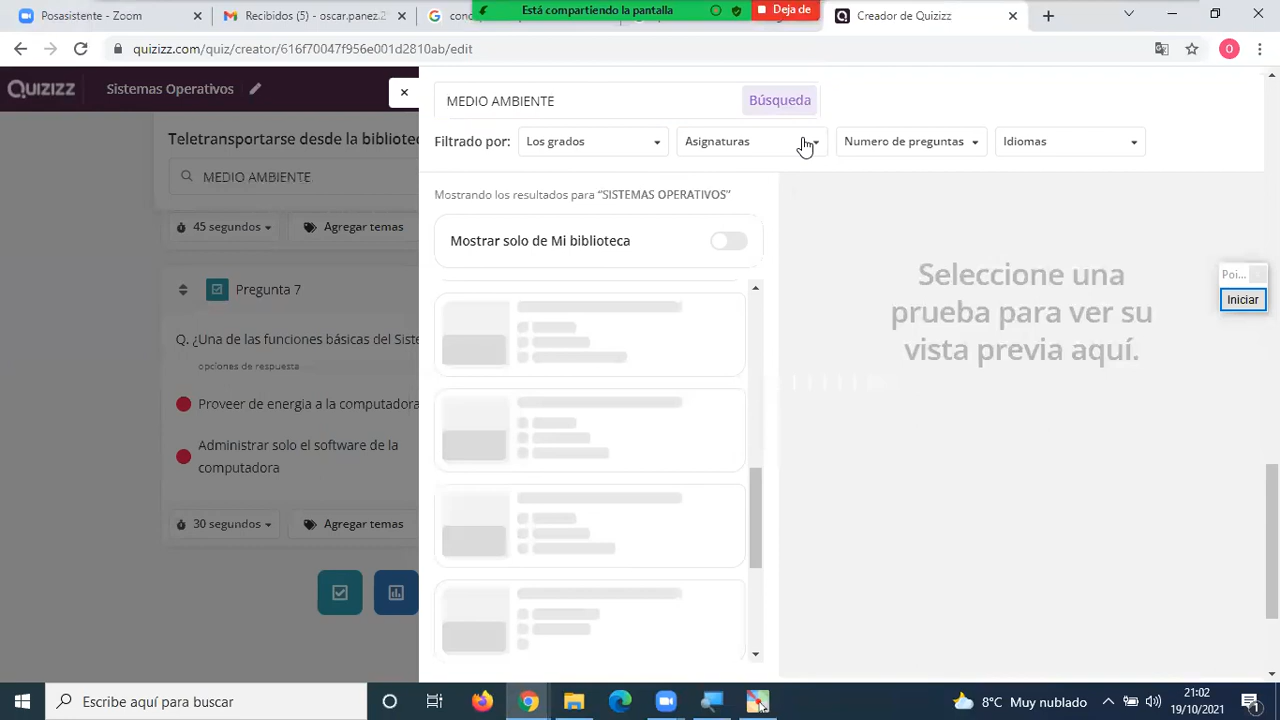 Está compartiendo la pantalla
Deja de
Posasistem - Zoom
Recibidos (5) - oscar.panez.2
Creador de Quizizz
quizizz.com/quiz/creator/616f70047f956e001d2810ab/edit
O
QUIZIZZ
Sistemas Operativos
Teletransportarse desde la bibliote
MEDIO AMBIENTE
45 segundos
Agregar temas
Pregunta 7
Q. ¿Una de las funciones básicas del Siste
opciones de respuesta
Proveer de energia a la computadora
Administrar solo el software de la
computadora
30 segundos
Agregar temas
MEDIO AMBIENTE
Búsqueda
Filtrado por:
Los grados
Asignaturas
Numero de preguntas
Idiomas
Mostrando los resultados para “SISTEMAS OPERATIVOS”
Mostrar solo de Mi biblioteca
Seleccione una
prueba para ver su
vista previa aquí.
Poi...
Iniciar
Escribe aquí para buscar
8°C Muy nublado
21:02
19/10/2021
1